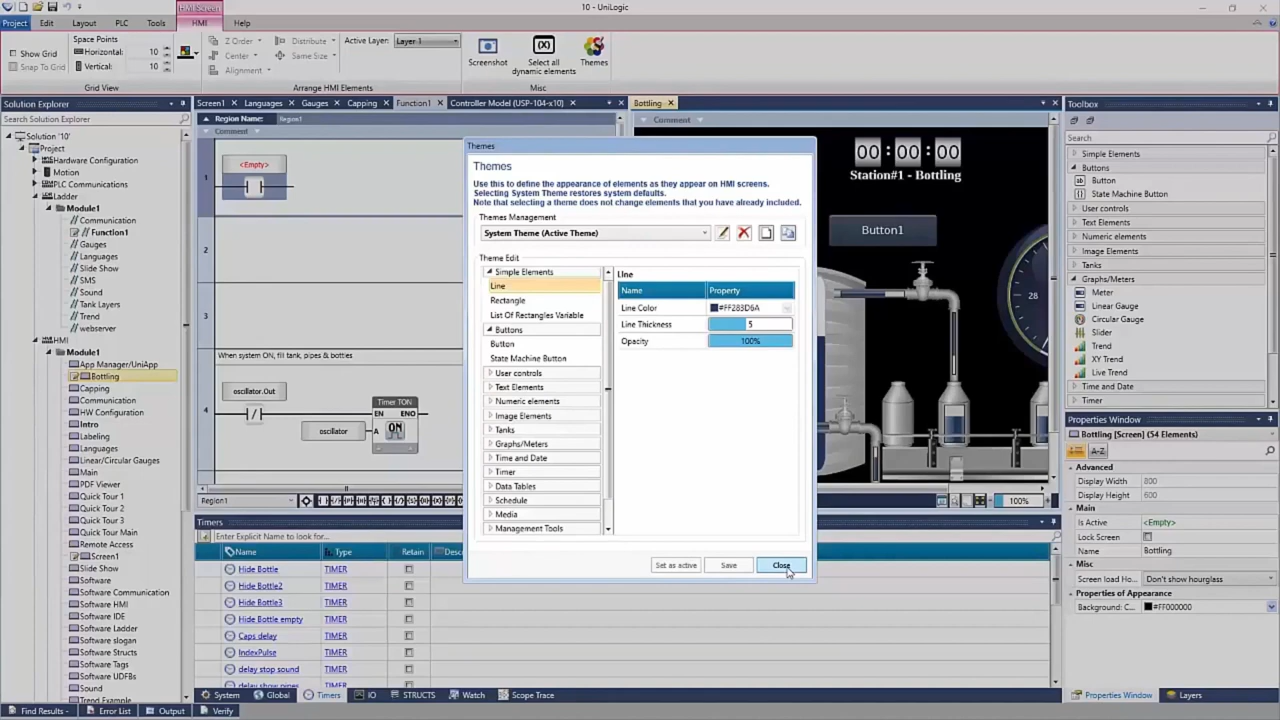 10 - UniLogic
HMI Screen
Project Edit Layout PLC Tools HMI Help
Show Grid
Snap To Grid
Space Points
Horizontal: 10
Vertical: 10
Grid View
Z Order
Center
Alignment
Distribute
Same Size
Active Layer: Layer 1
Arrange HMI Elements
Screenshot
Select all
dynamic elements
Themes
Misc
Solution Explorer
Search Solution Explorer
Solution '10'
Project
Hardware Configuration
Motion
PLC Communications
Ladder
Module1
Communication
Function1
Gauges
Languages
Slide Show
SMS
Sound
Tank Layers
Trend
webserver
HMI
Module1
App Manager/UniApp
Bottling
Capping
Communication
HW Configuration
Intro
Labeling
Languages
Linear/Circular Gauges
Main
PDF Viewer
Quick Tour 1
Quick Tour 2
Quick Tour 3
Quick Tour Main
Remote Access
Screen1
Slide Show
Software
Software Communication
Software HMI
Software IDE
Software Ladder
Software slogan
Software Structs
Software Tags
Software UDFBs
Sound
Trend Example
Screen1 Languages Gauges Capping Function1 Controller Model (USP-104-x10)
Region Name: Region1
Comment
1
<Empty>
2
3
When system ON, fill tank, pipes & bottles
4
oscillator.Out
Timer TON
EN ENO
oscillator
A
ON
Region1
Bottling
Comment
00 : 00 : 00
Station#1 - Bottling
Button1
28
100%
Themes
Themes
Use this to define the appearance of elements as they appear on HMI screens.
Selecting System Theme restores system defaults.
Note that selecting a theme does not change elements that you have already included.
Themes Management
System Theme (Active Theme)
Theme Edit
Simple Elements
Line
Rectangle
List Of Rectangles Variable
Buttons
Button
State Machine Button
User controls
Text Elements
Numeric elements
Image Elements
Tanks
Graphs/Meters
Time and Date
Timer
Data Tables
Schedule
Media
Management Tools
Line
Name Property
Line Color #FF283D6A
Line Thickness 5
Opacity 100%
Set as active Save Close
Timers
Enter Explicit Name to look for...
Name Type Retain
Hide Bottle TIMER
Hide Bottle2 TIMER
Hide Bottle3 TIMER
Hide Bottle empty TIMER
Caps delay TIMER
IndexPulse TIMER
delay stop sound TIMER
delay show pipes TIMER
System Global Timers IO STRUCTS Watch Scope Trace
Toolbox
Search
Simple Elements
Buttons
Button
State Machine Button
User controls
Text Elements
Numeric elements
Image Elements
Tanks
Graphs/Meters
Meter
Linear Gauge
Circular Gauge
Slider
Trend
XY Trend
Live Trend
Time and Date
Timer
Properties Window
Bottling [Screen] (54 Elements)
A-Z
Advanced
Display Width 800
Display Height 600
Main
Is Active <Empty>
Lock Screen
Name Bottling
Misc
Screen load Ho... Don't show hourglass
Properties of Appearance
Background: C... #FF000000
Properties Window Layers
Find Results - Error List Output Verify